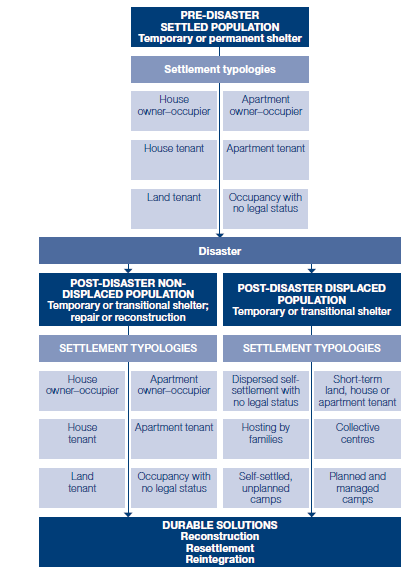 PRE-DISASTER
SETTLED POPULATION
Temporary or permanent shelter
Settlement typologies
House
owner–occupier
Apartment
owner–occupier
House tenant
Apartment tenant
Land tenant
Occupancy with
no legal status
Disaster
POST-DISASTER NON-
DISPLACED POPULATION
Temporary or transitional shelter;
repair or reconstruction
POST-DISASTER DISPLACED
POPULATION
Temporary or transitional shelter
SETTLEMENT TYPOLOGIES
SETTLEMENT TYPOLOGIES
House
owner–occupier
Apartment
owner–occupier
Dispersed self-
settlement with
no legal status
Short-term
land, house or
apartment tenant
House
tenant
Apartment tenant
Hosting by
families
Collective
centres
Land
tenant
Occupancy with
no legal status
Self-settled,
unplanned
camps
Planned and
managed
camps
DURABLE SOLUTIONS
Reconstruction
Resettlement
Reintegration